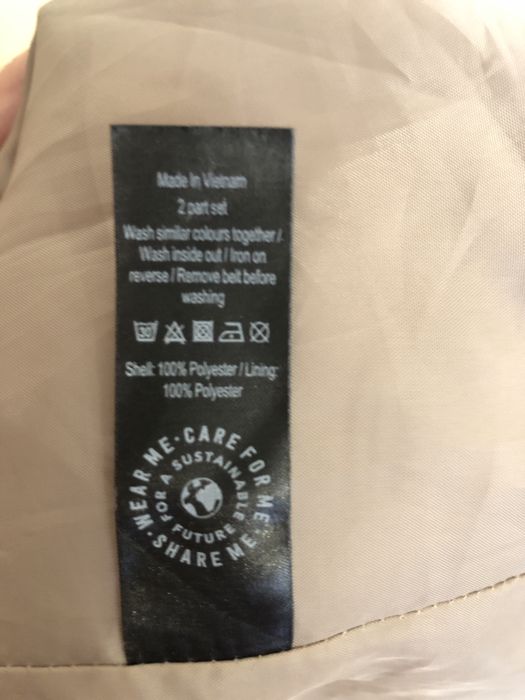 Made in Vietnam
2 part set
Wash similar colours together /
Wash inside out / Iron on
reverse / Remove belt before
washing
30
Shell: 100% Polyester / Lining:
100% Polyester
WEAR ME · CARE FOR ME · SHARE ME ·
FOR A SUSTAINABLE FUTURE